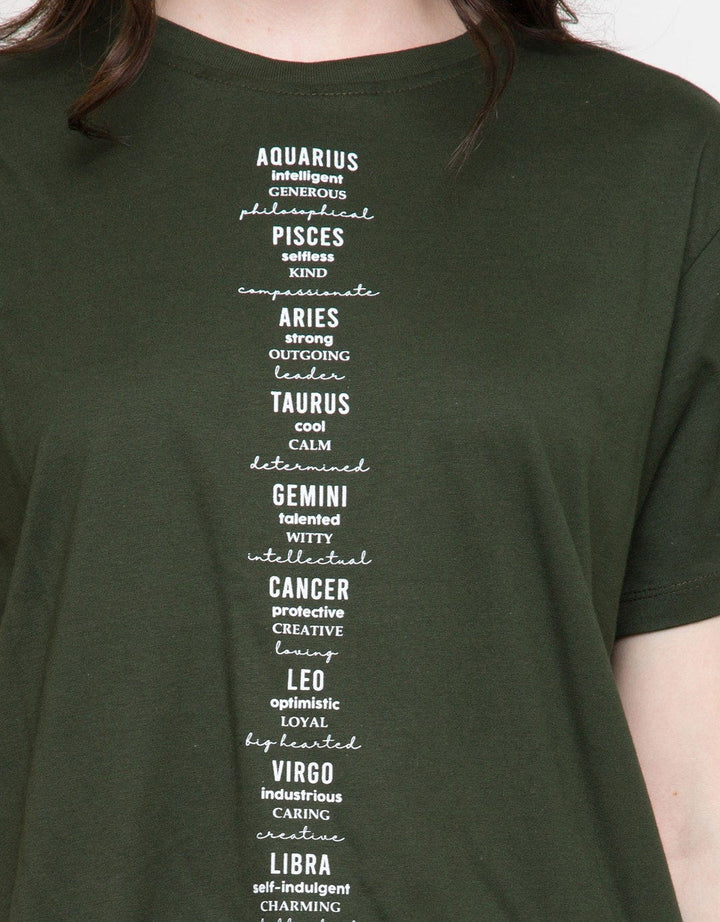 AQUARIUS
intelligent
GENEROUS
philosophical
PISCES
selfless
KIND
compassionate
ARIES
strong
OUTGOING
leader
TAURUS
cool
CALM
determined
GEMINI
talented
WITTY
intellectual
CANCER
protective
CREATIVE
loving
LEO
optimistic
LOYAL
big hearted
VIRGO
industrious
CARING
creative
LIBRA
self-indulgent
CHARMING